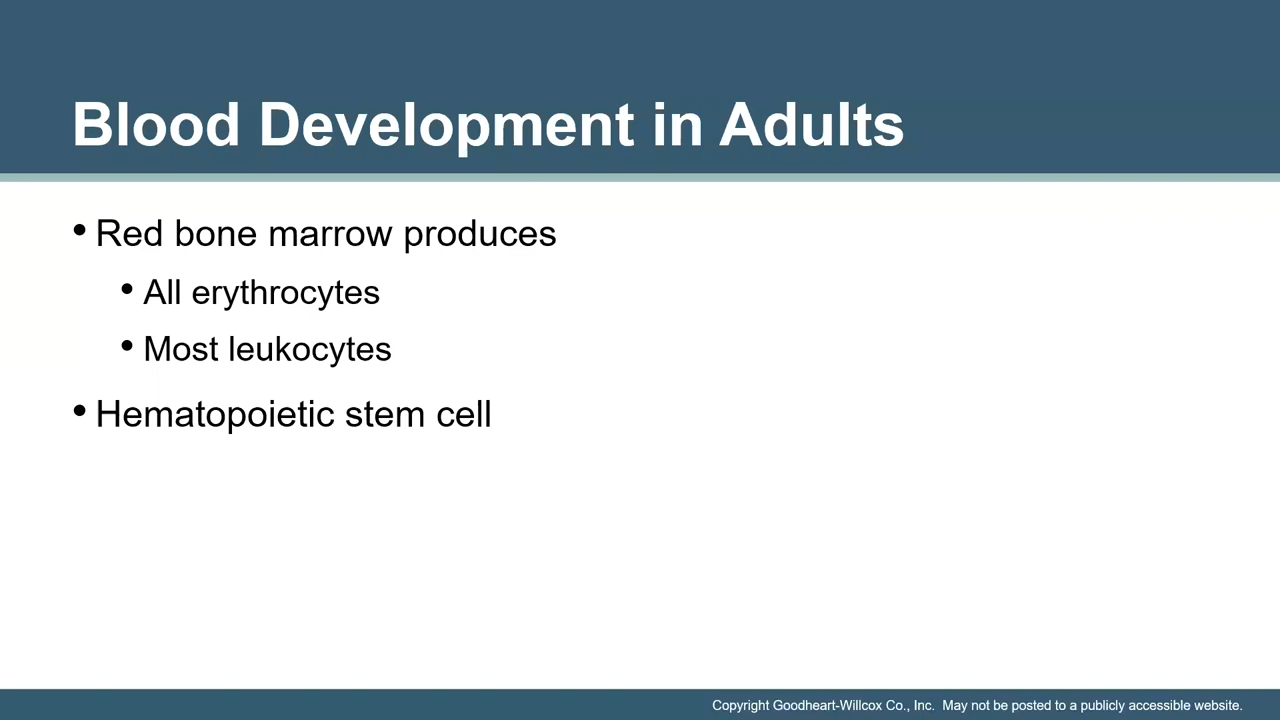 Blood Development in Adults
• Red bone marrow produces
• All erythrocytes
• Most leukocytes
• Hematopoietic stem cell
Copyright Goodheart-Willcox Co., Inc.  May not be posted to a publicly accessible website.